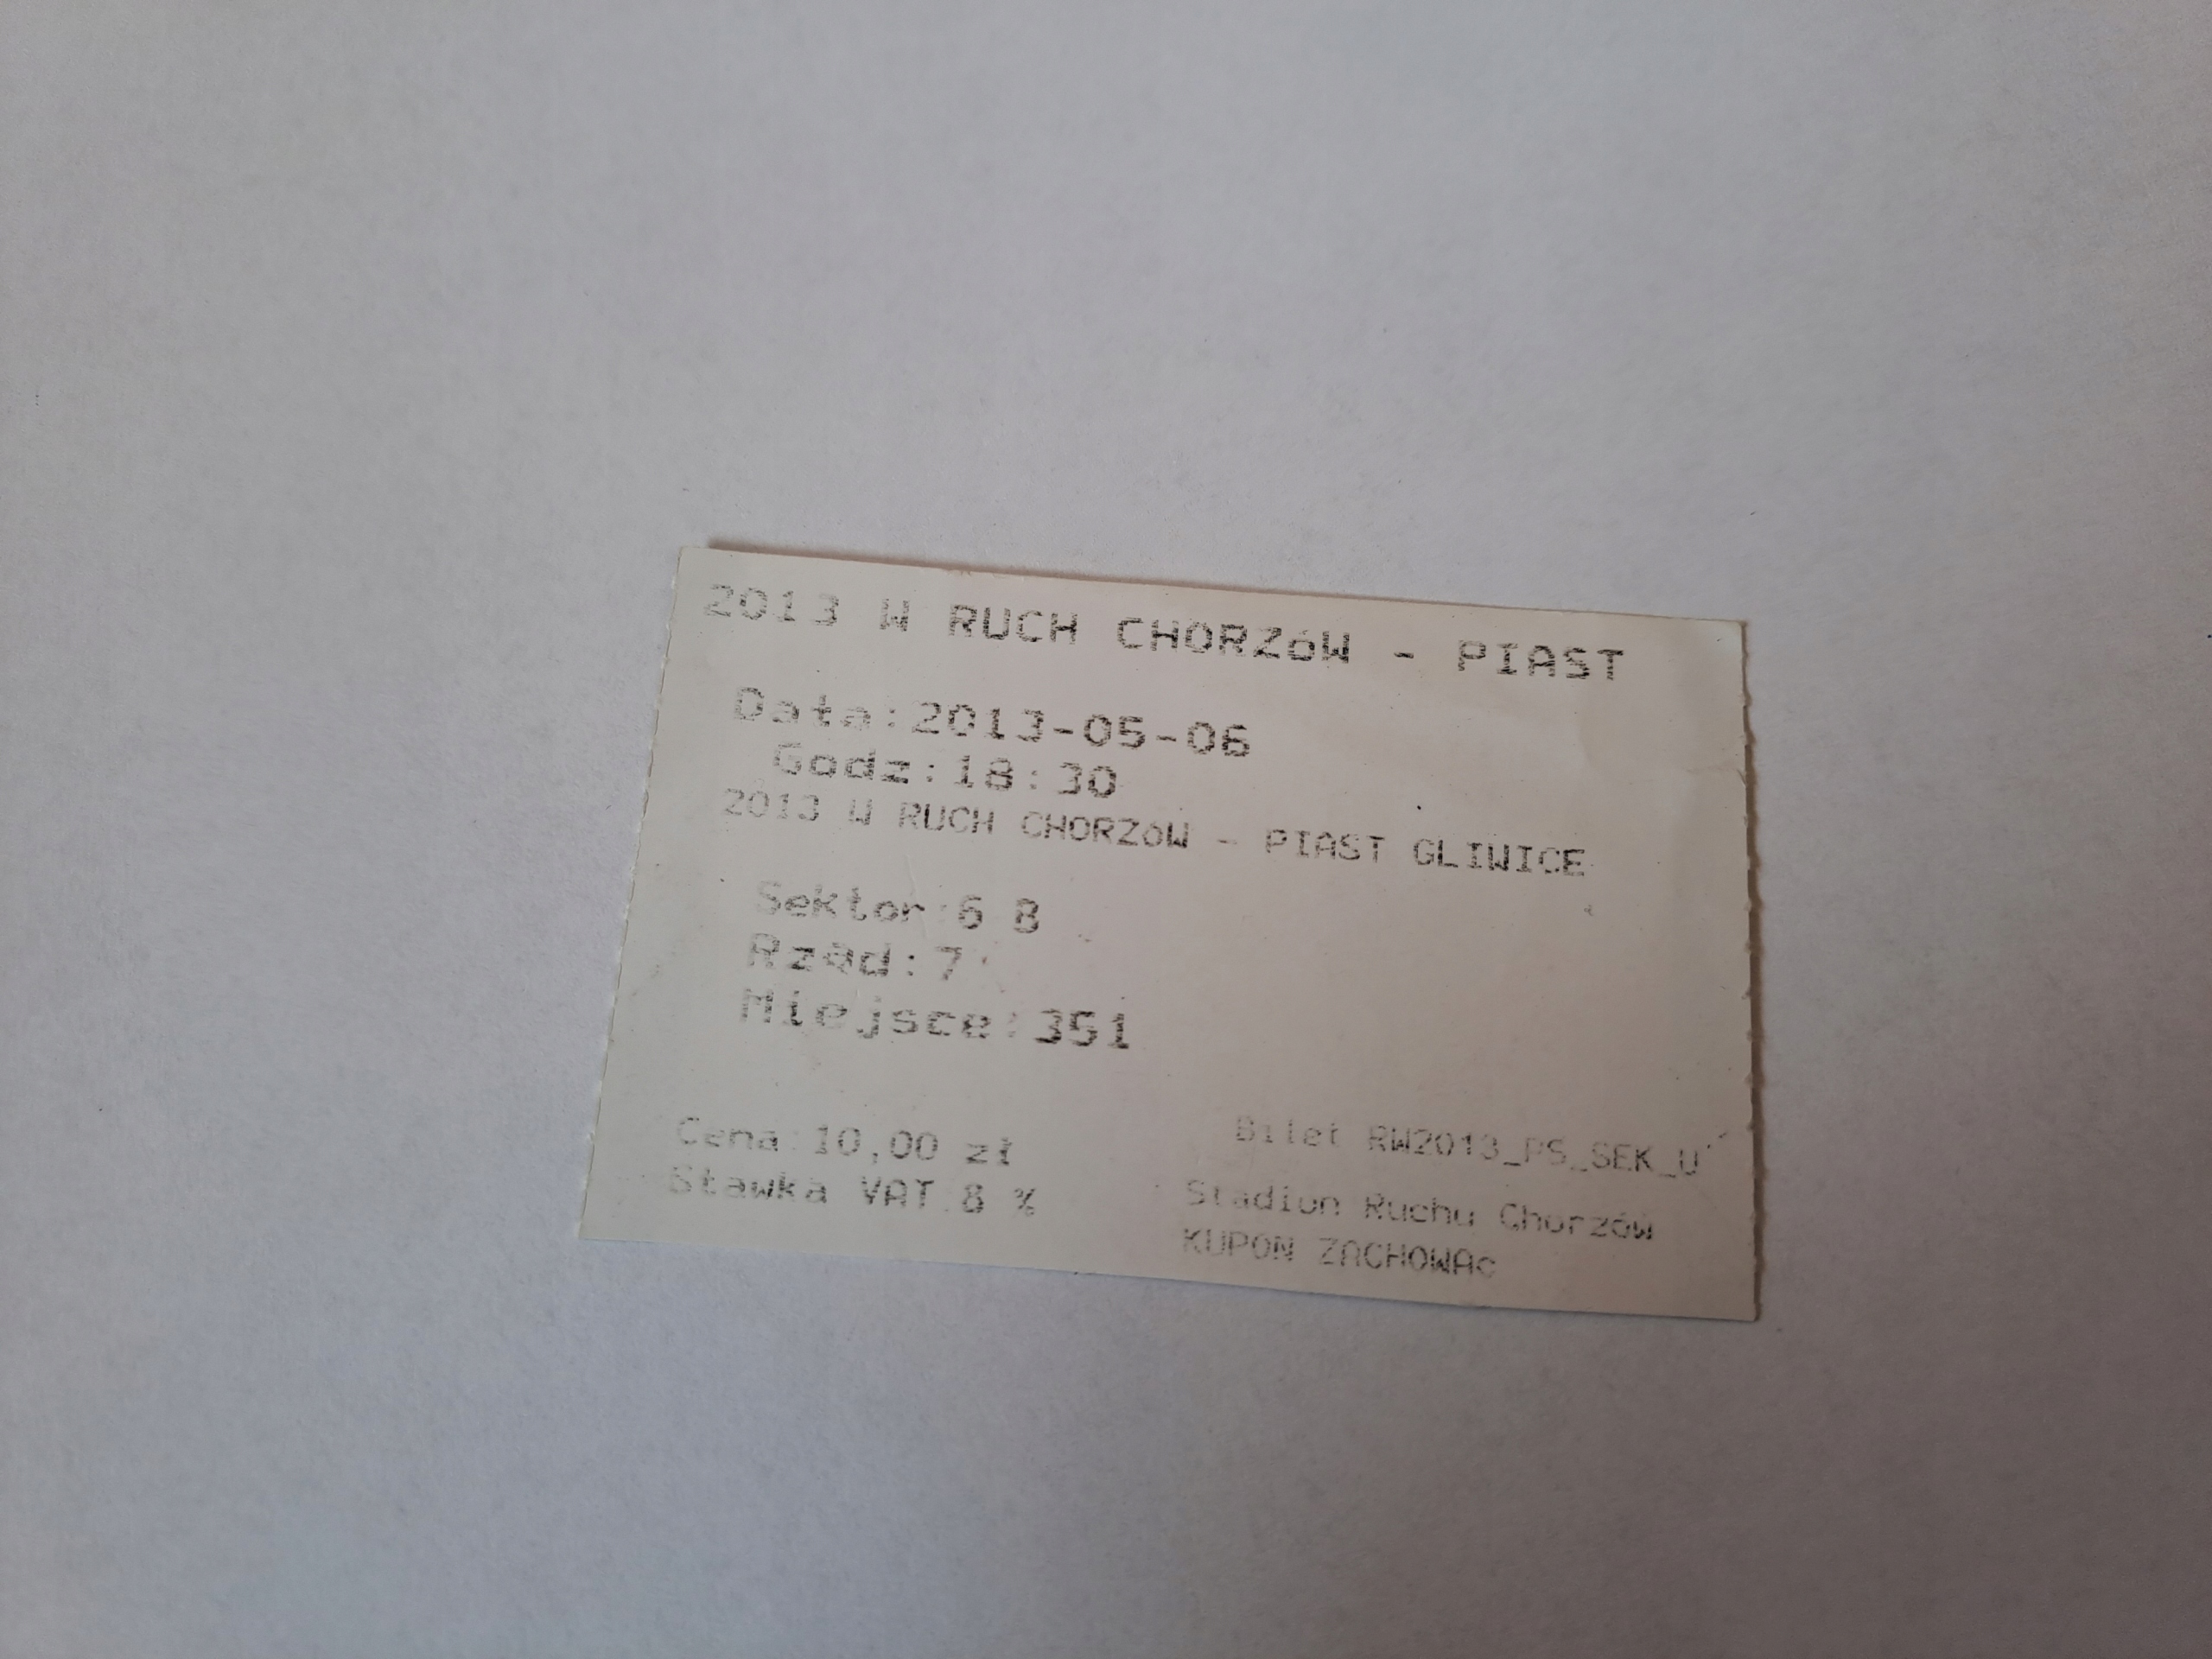 2013 W RUCH CHORZóW - PIAST
Data:2013-05-06
Godz:18:30
2013 W RUCH CHORZóW - PIAST GLIWICE
Sektor:6 B
Rząd:7
Miejsce:351
Cena:10,00 zł
Stawka VAT:8 %
Bilet RW2013_PS_SEK_U
Stadion Ruchu Chorzów
KUPON ZACHOWAć